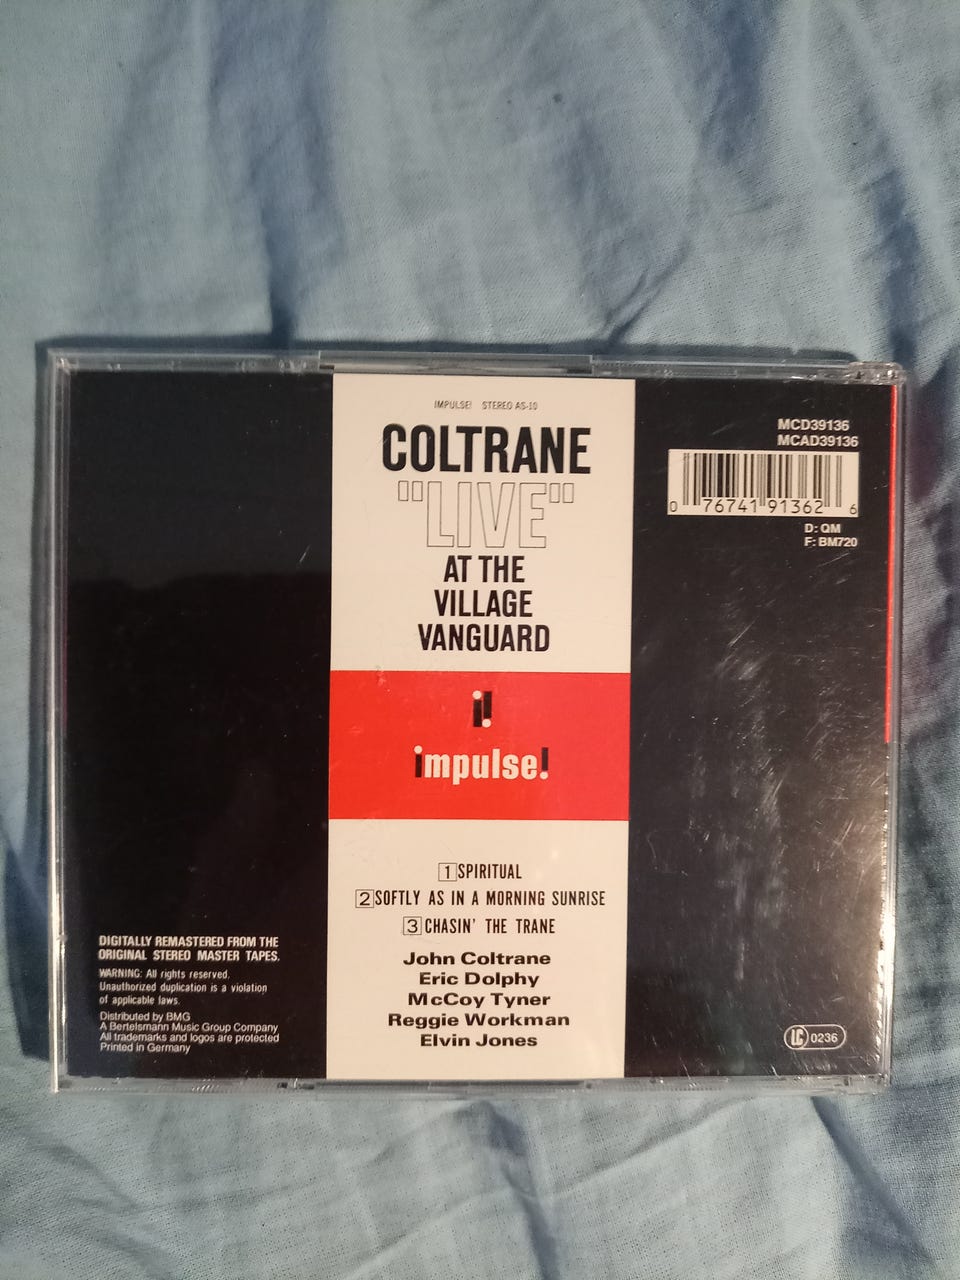 IMPULSE! STEREO AS-10
COLTRANE
"LIVE"
AT THE
VILLAGE
VANGUARD
i!
impulse!
1 SPIRITUAL
2 SOFTLY AS IN A MORNING SUNRISE
3 CHASIN' THE TRANE
John Coltrane
Eric Dolphy
McCoy Tyner
Reggie Workman
Elvin Jones
MCD39136
MCAD39136
0 76741 91362 6
D: QM
F: BM720
DIGITALLY REMASTERED FROM THE
ORIGINAL STEREO MASTER TAPES.
WARNING: All rights reserved.
Unauthorized duplication is a violation
of applicable laws.
Distributed by BMG
A Bertelsmann Music Group Company
All trademarks and logos are protected
Printed in Germany
LC 0236